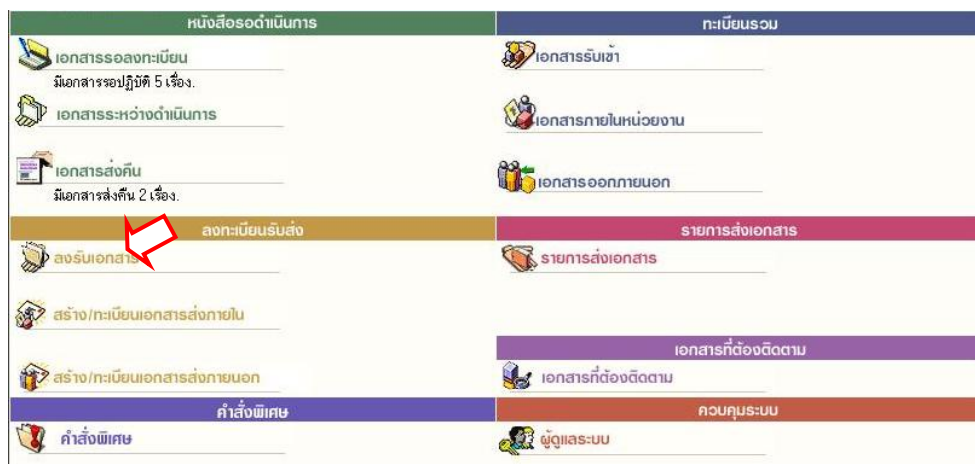 หนังสือรอดำเนินการ
เอกสารรอลงทะเบียน
มีเอกสารรอปฏิบัติ 5 เรื่อง.
เอกสารระหว่างดำเนินการ
เอกสารส่งคืน
มีเอกสารส่งคืน 2 เรื่อง.
ทะเบียนรวม
เอกสารรับเข้า
เอกสารภายในหน่วยงาน
เอกสารออกภายนอก
ลงทะเบียนรับส่ง
ลงรับเอกสาร
สร้าง/ทะเบียนเอกสารส่งภายใน
สร้าง/ทะเบียนเอกสารส่งภายนอก
รายการส่งเอกสาร
รายการส่งเอกสาร
เอกสารที่ต้องติดตาม
เอกสารที่ต้องติดตาม
คำสั่งพิเศษ
คำสั่งพิเศษ
ควบคุมระบบ
ผู้ดูแลระบบ